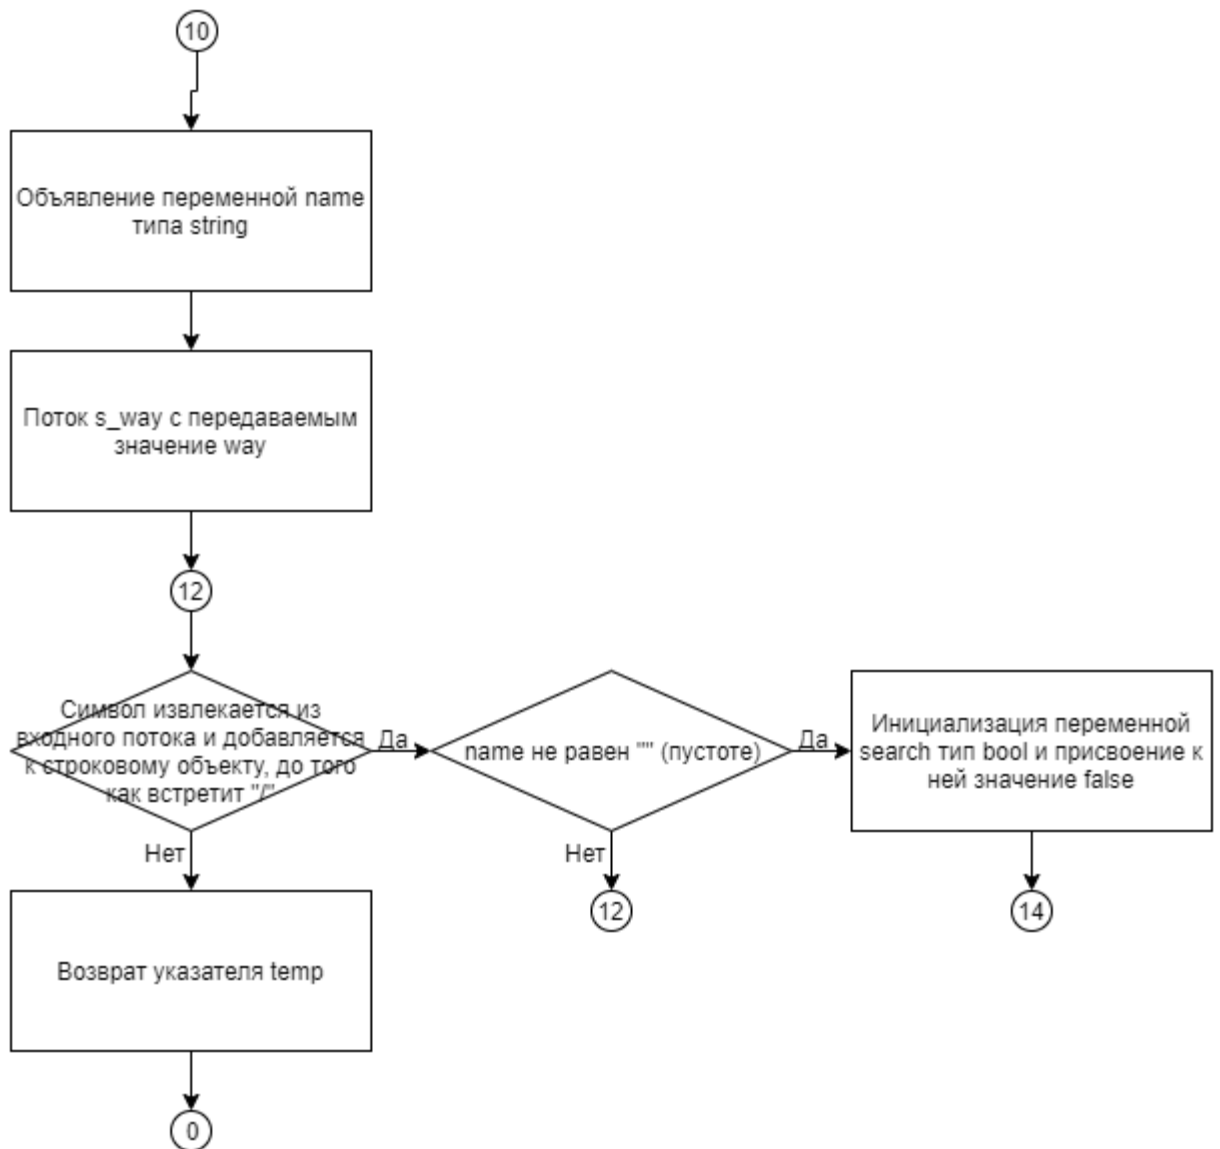 10
Объявление переменной name
типа string
Поток s_way с передаваемым
значение way
12
Символ извлекается из
входного потока и добавляется
к строковому объекту, до того
как встретит "/"
Да
name не равен "" (пустоте)
Да
Инициализация переменной
search тип bool и присвоение к
ней значение false
Нет
Нет
12
14
Возврат указателя temp
0